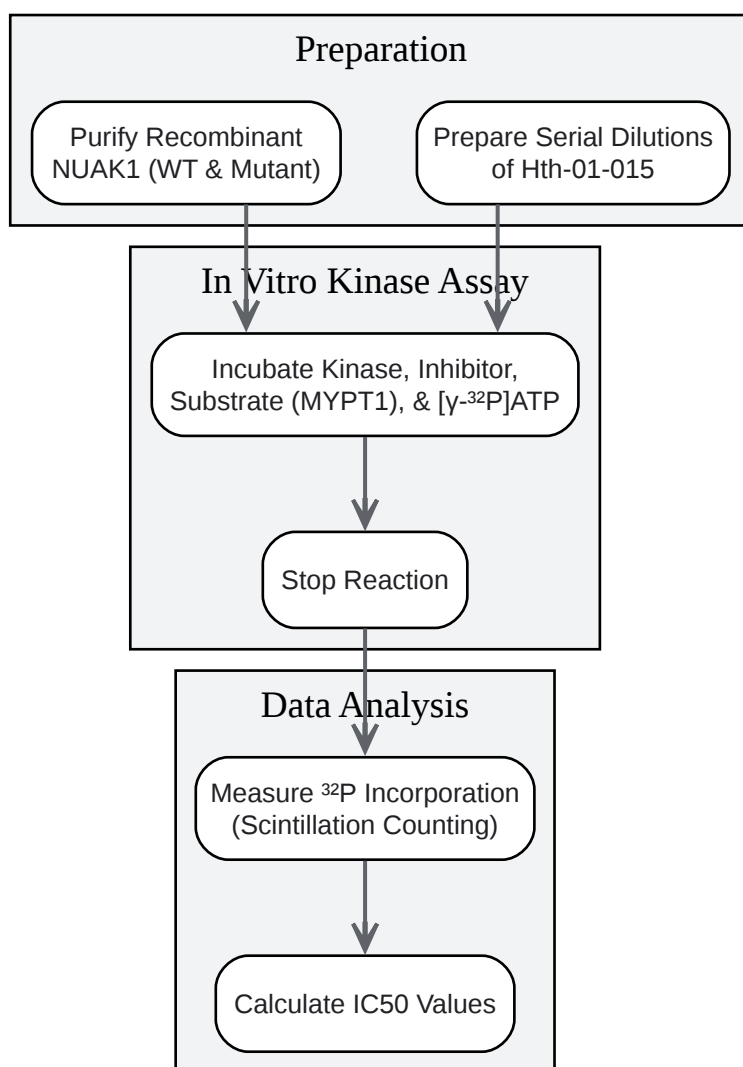 Preparation
Purify Recombinant
NUAK1 (WT & Mutant)
Prepare Serial Dilutions
of Hth-01-015
In Vitro Kinase Assay
Incubate Kinase, Inhibitor,
Substrate (MYPT1), & [γ-³²P]ATP
Stop Reaction
Data Analysis
Measure ³²P Incorporation
(Scintillation Counting)
Calculate IC50 Values